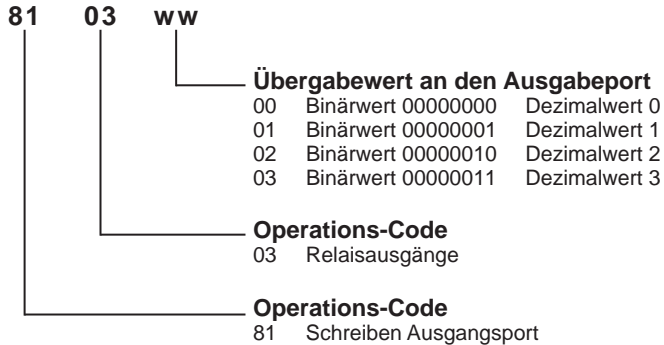 81 03 ww
Übergabewert an den Ausgabeport
00 Binärwert 00000000 Dezimalwert 0
01 Binärwert 00000001 Dezimalwert 1
02 Binärwert 00000010 Dezimalwert 2
03 Binärwert 00000011 Dezimalwert 3
Operations-Code
03 Relaisausgänge
Operations-Code
81 Schreiben Ausgangsport